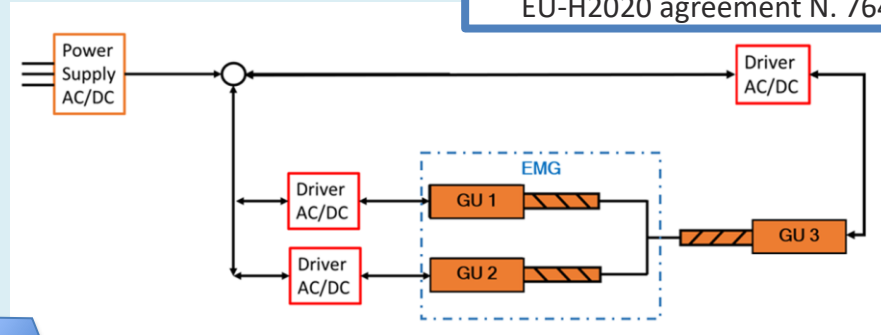 EU-H2020 agreement N. 764
Power
Supply
AC/DC
Driver
AC/DC
EMG
Driver
AC/DC
GU 1
GU 3
Driver
AC/DC
GU 2